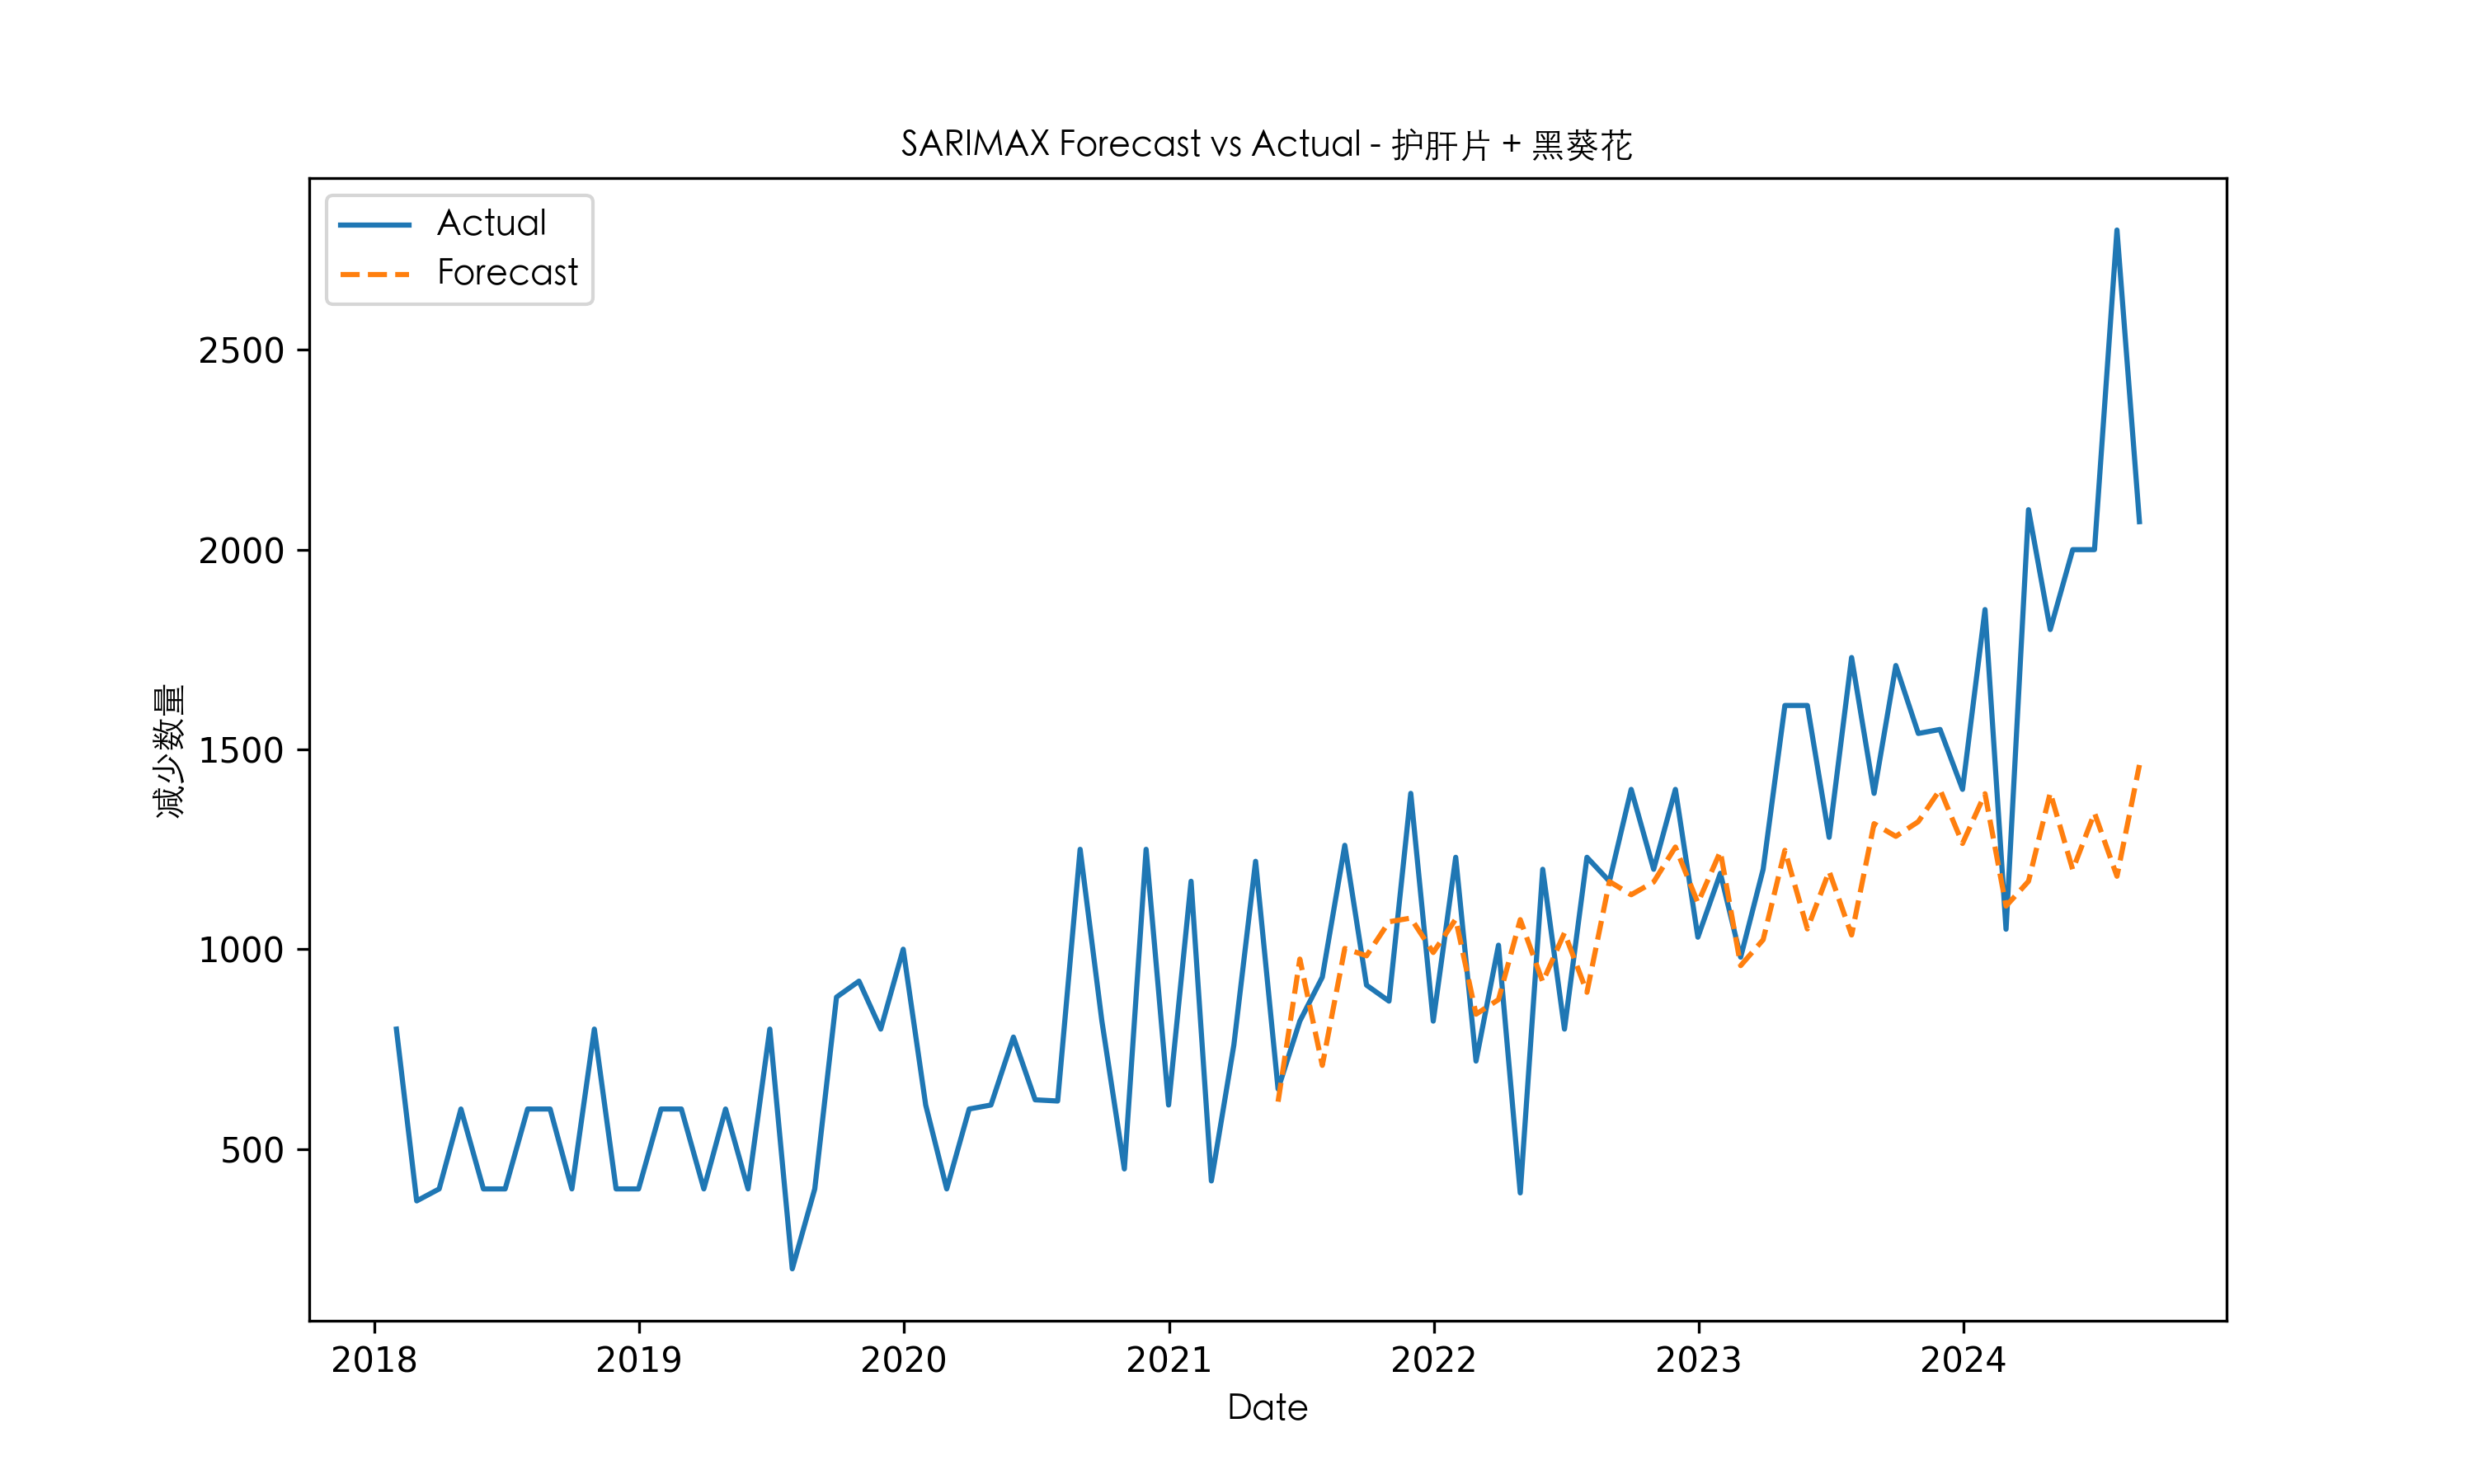 SARIMAX Forecast vs Actual - 护肝片 + 黑葵花
Actual
Forecast
减少数量
2500
2000
1500
1000
500
2018 2019 2020 2021 2022 2023 2024
Date